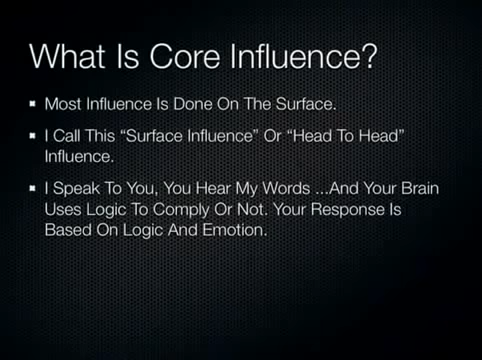 What Is Core Influence?
Most Influence Is Done On The Surface.
I Call This “Surface Influence” Or “Head To Head”
Influence.
I Speak To You, You Hear My Words ...And Your Brain
Uses Logic To Comply Or Not. Your Response Is
Based On Logic And Emotion.